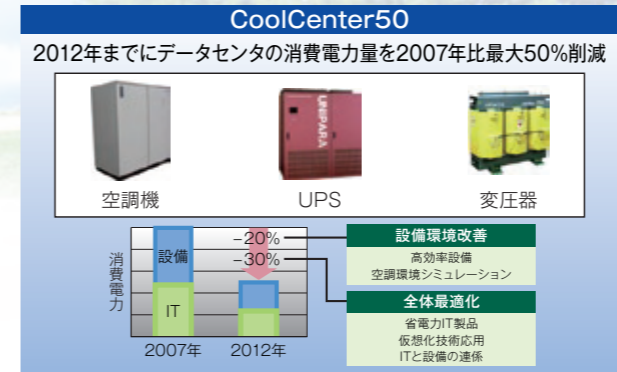 CoolCenter50
2012年までにデータセンタの消費電力量を2007年比最大50%削減
UNIPARA
空調機
UPS
変圧器
消費電力
設備
IT
−20%
−30%
2007年
2012年
設備環境改善
高効率設備
空調環境シミュレーション
全体最適化
省電力IT製品
仮想化技術応用
ITと設備の連係